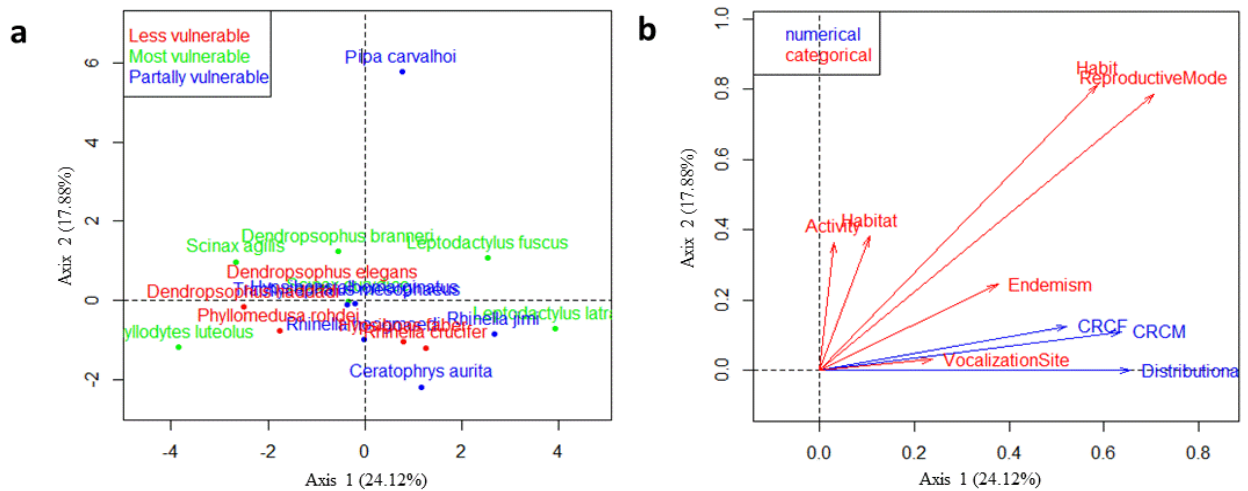 a
Less vulnerable
Most vulnerable
Partally vulnerable
Pipa carvalhoi
Dendropsophus branneri
Scinax agilis
Leptodactylus fuscus
Dendropsophus elegans
Dendropsophus
Phyllomedusa rohdei
Leptodactylus latra
Rhinella jimi
yllodytes luteolus
Rhinella crucifer
Ceratophrys aurita
6
4
2
0
-2
-4
-2
0
2
4
Axix 2 (17.88%)
Axis 1 (24.12%)
b
numerical
categorical
Habit
ReproductiveMode
Activity
Habitat
Endemism
CRCF
CRCM
VocalizationSite
Distributiona
1.0
0.8
0.6
0.4
0.2
0.0
0.0
0.2
0.4
0.6
0.8
Axix 2 (17.88%)
Axis 1 (24.12%)